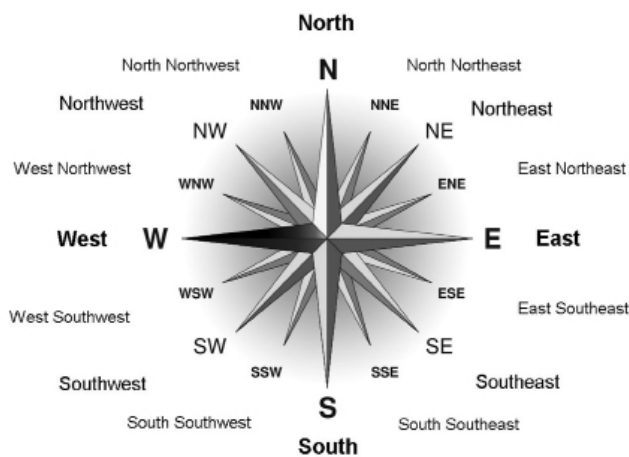 North
North Northwest
N
North Northeast
Northwest
NNW
NNE
Northeast
NW
NE
West Northwest
WNW
ENE
East Northeast
West
W
E
East
WSW
ESE
West Southwest
East Southeast
SW
SE
Southwest
SSW
SSE
Southeast
South Southwest
S
South Southeast
South